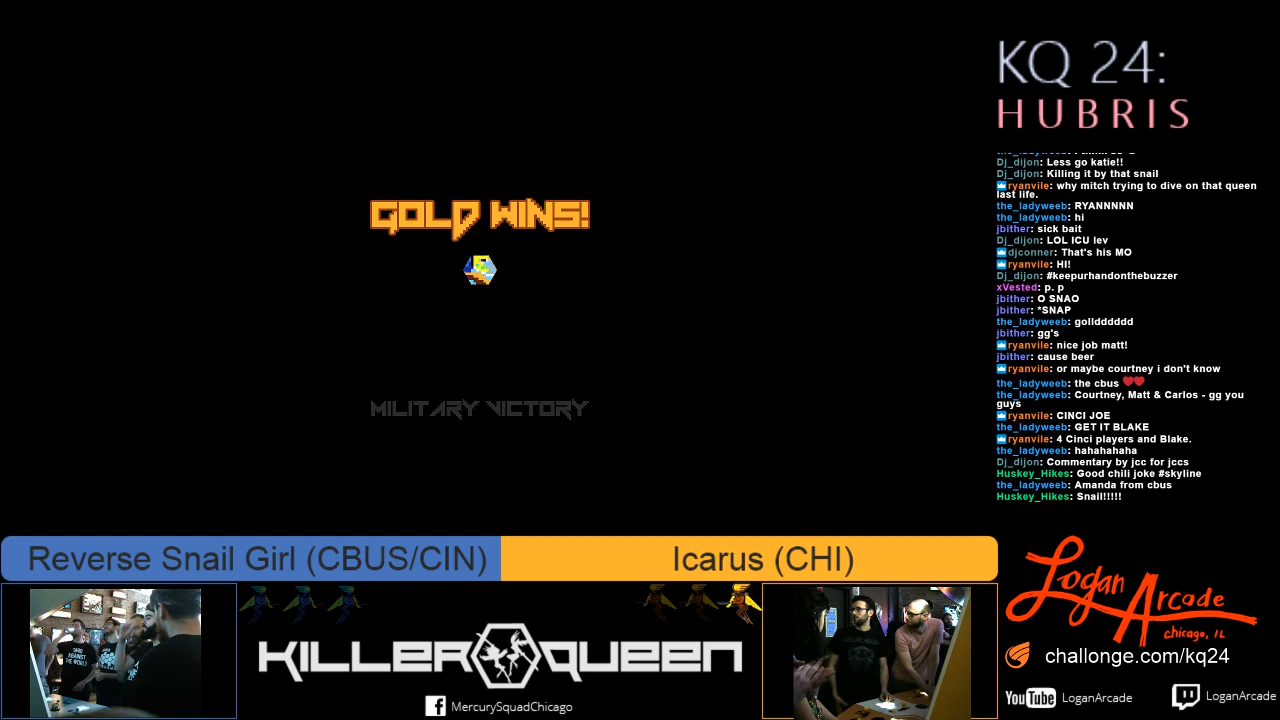 KQ 24:
HUBRIS
Dj_dijon: Less go katie!!
Dj_dijon: Killing it by that snail
ryanvile: why mitch trying to dive on that queen
last life.
the_ladyweeb: RYANNNNN
the_ladyweeb: hi
jbither: sick bait
Dj_dijon: LOL ICU lev
djconner: That's his MO
ryanvile: HI!
Dj_dijon: #keepurhandonthebuzzer
xVested: p. p
jbither: O SNAO
jbither: *SNAP
the_ladyweeb: golldddddd
jbither: gg's
ryanvile: nice job matt!
jbither: cause beer
ryanvile: or maybe courtney i don't know
the_ladyweeb: the cbus
the_ladyweeb: Courtney, Matt & Carlos - gg you
guys
ryanvile: CINCI JOE
the_ladyweeb: GET IT BLAKE
ryanvile: 4 Cinci players and Blake.
the_ladyweeb: hahahahaha
Dj_dijon: Commentary by jcc for jccs
Huskey_Hikes: Good chili joke #skyline
the_ladyweeb: Amanda from cbus
Huskey_Hikes: Snail!!!!!
GOLD WINS!
MILITARY VICTORY
Reverse Snail Girl (CBUS/CIN)
Icarus (CHI)
KILLER QUEEN
MercurySquadChicago
Logan
Arcade
chicago, IL
challonge.com/kq24
YouTube LoganArcade
LoganArcade